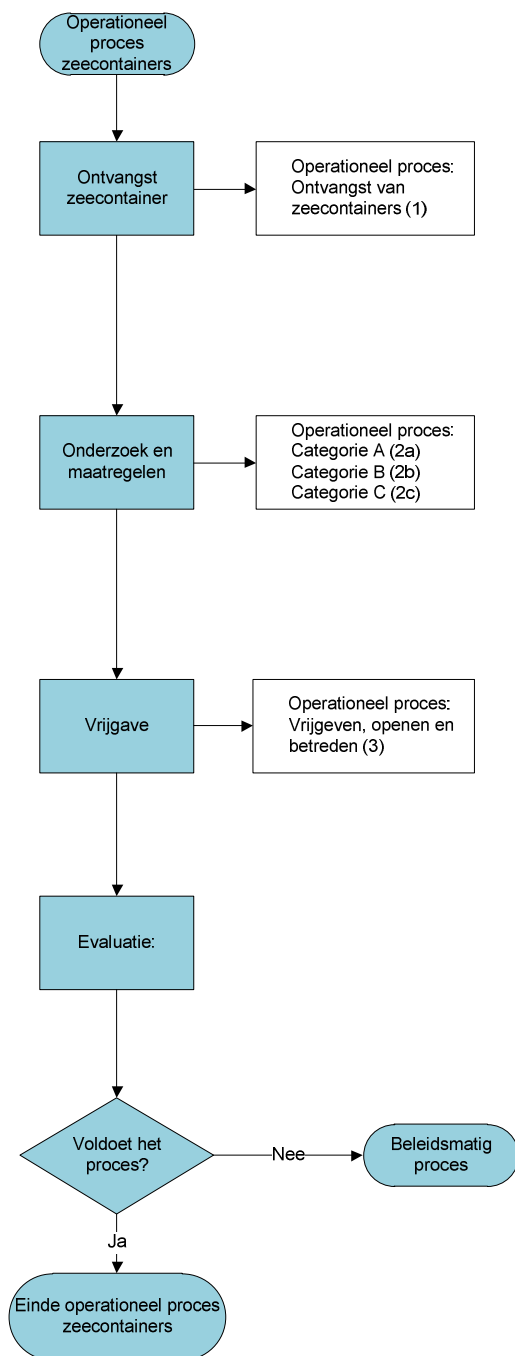 Operationeel
proces
zeecontainers
Ontvangst
zeecontainer
Operationeel proces:
Ontvangst van
zeecontainers (1)
Onderzoek en
maatregelen
Operationeel proces:
Categorie A (2a)
Categorie B (2b)
Categorie C (2c)
Vrijgave
Operationeel proces:
Vrijgeven, openen en
betreden (3)
Evaluatie:
Voldoet het
proces?
Nee
Beleidsmatig
proces
Ja
Einde operationeel proces
zeecontainers